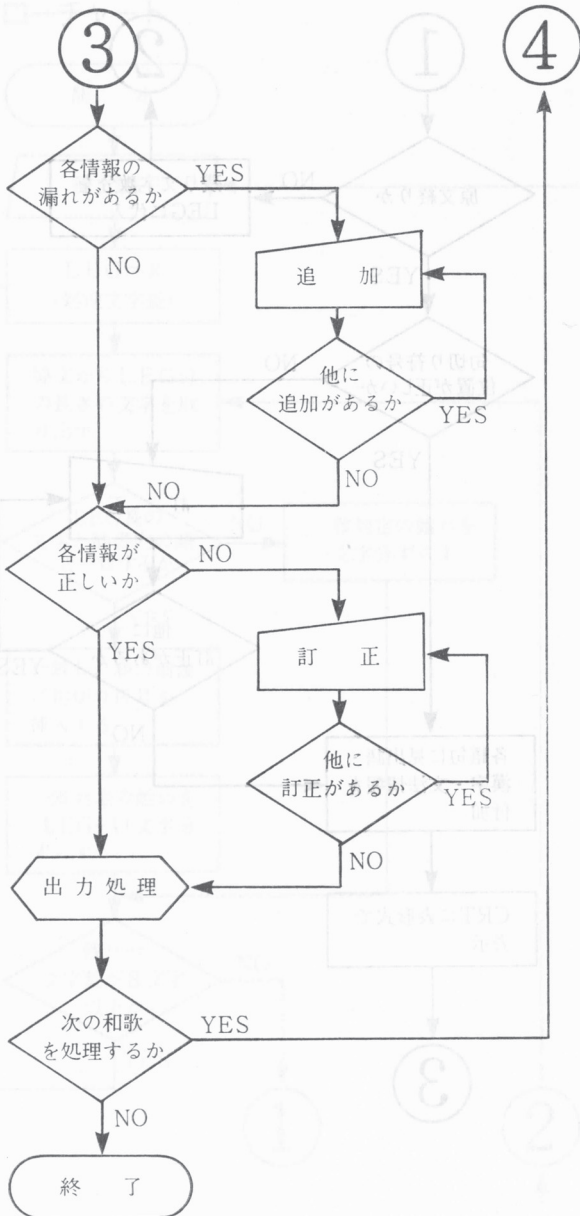 ③
④
各情報の
漏れがあるか
YES
NO
追 加
他に
追加があるか
YES
NO
NO
各情報が
正しいか
NO
YES
訂 正
他に
訂正があるか
YES
NO
出力処理
次の和歌
を処理するか
YES
NO
終 了